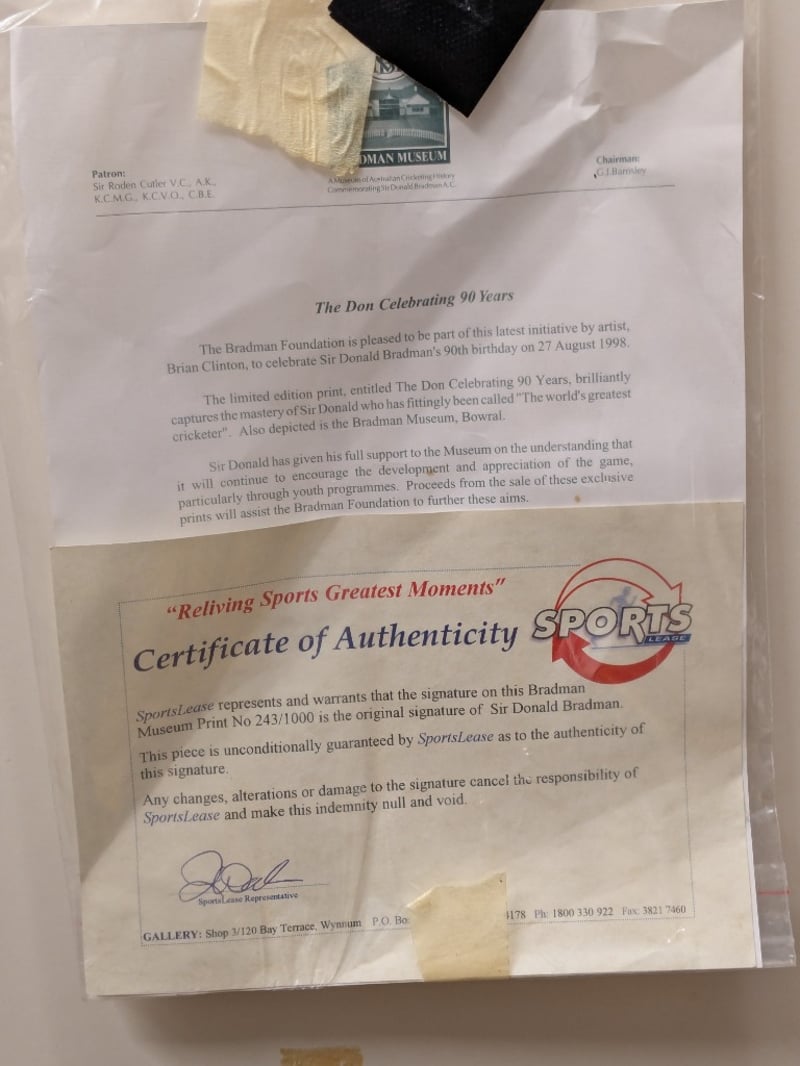 DMAN MUSEUM
A Museum of Australian Cricketing History
Commemorating Sir Donald Bradman A.C.
Patron:
Sir Roden Cutler V.C., A.K.,
K.C.M.G., K.C.V.O., C.B.E.
Chairman:
G.J.Barnsley
The Don Celebrating 90 Years
The Bradman Foundation is pleased to be part of this latest initiative by artist,
Brian Clinton, to celebrate Sir Donald Bradman's 90th birthday on 27 August 1998.
The limited edition print, entitled The Don Celebrating 90 Years, brilliantly
captures the mastery of Sir Donald who has fittingly been called "The world's greatest
cricketer". Also depicted is the Bradman Museum, Bowral.
Sir Donald has given his full support to the Museum on the understanding that
it will continue to encourage the development and appreciation of the game,
particularly through youth programmes. Proceeds from the sale of these exclusive
prints will assist the Bradman Foundation to further these aims.
"Reliving Sports Greatest Moments"
Certificate of Authenticity
SPORTS
LEASE
SportsLease represents and warrants that the signature on this Bradman
Museum Print No 243/1000 is the original signature of Sir Donald Bradman.
This piece is unconditionally guaranteed by SportsLease as to the authenticity of
this signature.
Any changes, alterations or damage to the signature cancel the responsibility of
SportsLease and make this indemnity null and void.
SportsLease Representative
GALLERY: Shop 3/120 Bay Terrace, Wynnum P.O. Bo 4178 Ph: 1800 330 922 Fax: 3821 7460